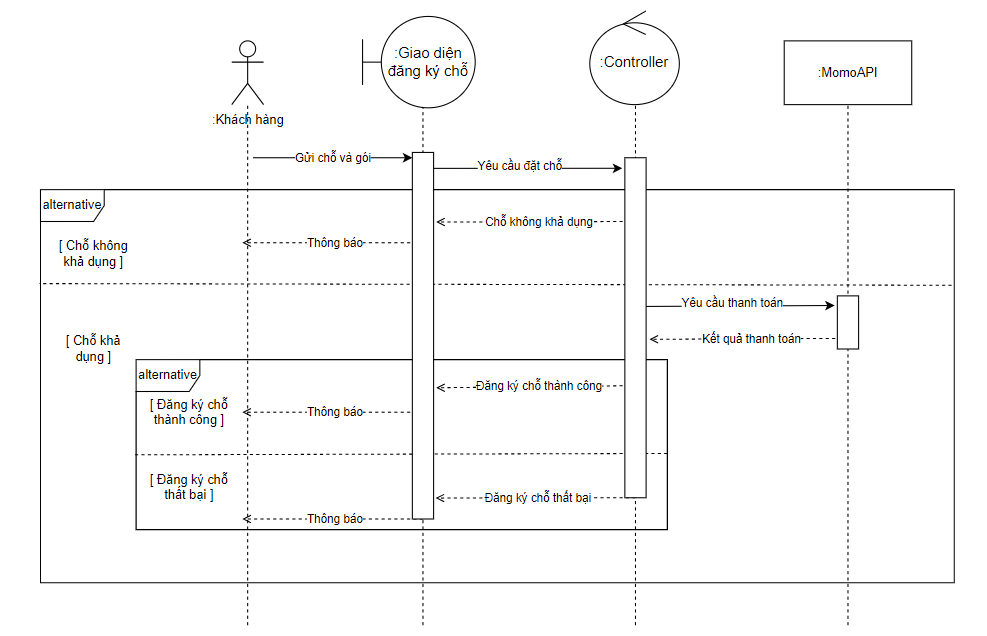 :Giao diện
đăng ký chỗ
:Controller
:MomoAPI
:Khách hàng
Gửi chỗ và gói
Yêu cầu đặt chỗ
alternative
Chỗ không khả dụng
[ Chỗ không
khả dụng ]
Thông báo
Yêu cầu thanh toán
[ Chỗ khả
dụng ]
Kết quả thanh toán
alternative
Đăng ký chỗ thành công
[ Đăng ký chỗ
thành công ]
Thông báo
[ Đăng ký chỗ
thất bại ]
Đăng ký chỗ thất bại
Thông báo